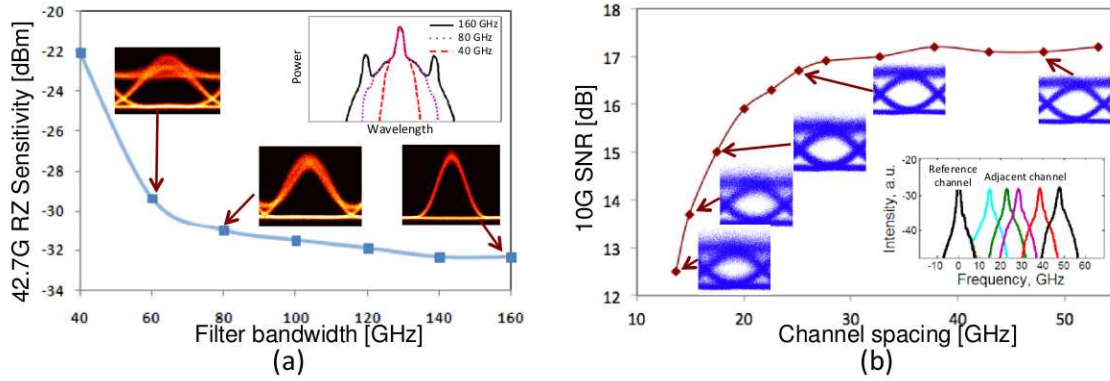 -20
-22
-24
-26
-28
-30
-32
-34
42.7G RZ Sensitivity [dBm]
40 60 80 100 120 140 160
Filter bandwidth [GHz]
(a)
Power
Wavelength
160 GHz
80 GHz
40 GHz
18
17
16
15
14
13
12
10G SNR [dB]
10 20 30 40 50
Channel spacing [GHz]
(b)
-20
-30
-40
Intensity, a.u.
Reference
channel
Adjacent channel
-10 0 10 20 30 40 50 60
Frequency, GHz